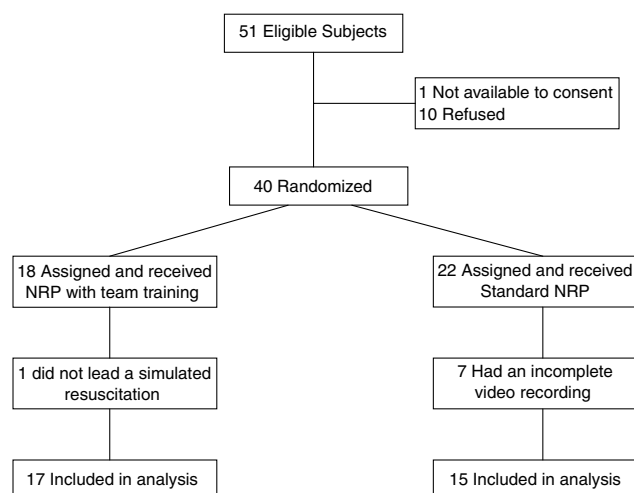 51 Eligible Subjects
1 Not available to consent
10 Refused
40 Randomized
18 Assigned and received
NRP with team training
22 Assigned and received
Standard NRP
1 did not lead a simulated
resuscitation
7 Had an incomplete
video recording
17 Included in analysis
15 Included in analysis